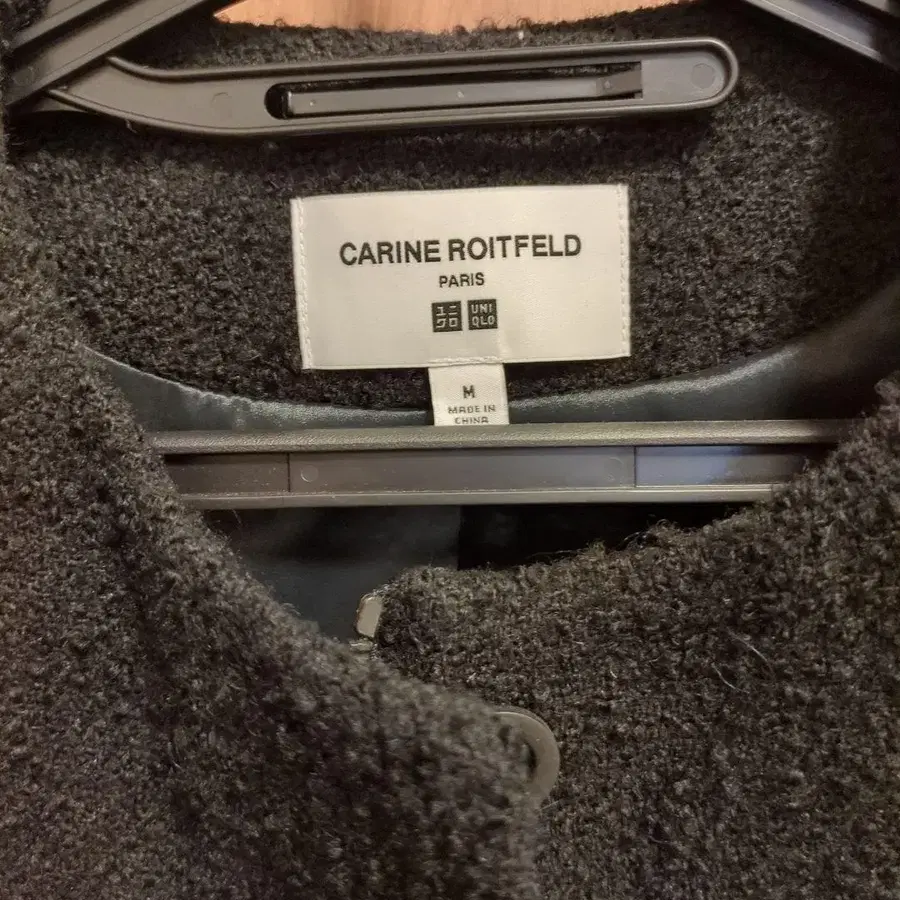 CARINE ROITFELD
PARIS
ユニ UNI
クロ QLO
M
MADE IN
CHINA